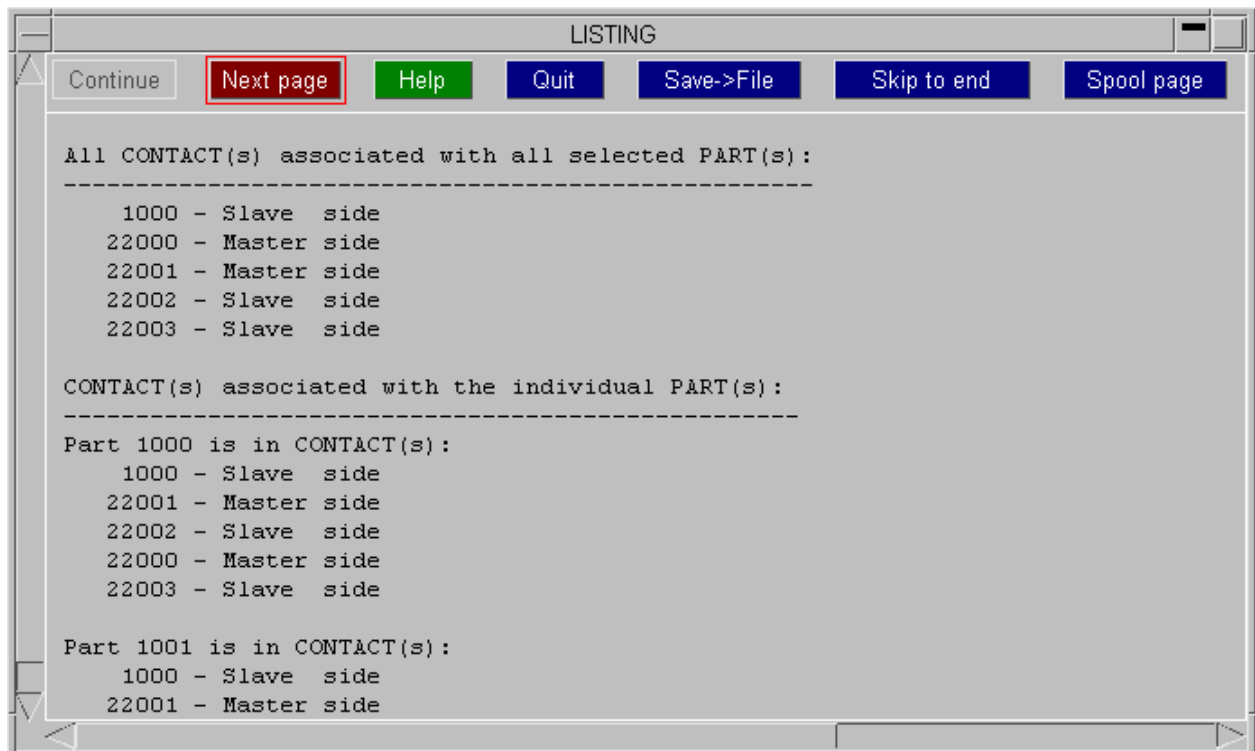 LISTING
Continue Next page Help Quit Save->File Skip to end Spool page
All CONTACT(s) associated with all selected PART(s):
----------------------------------------------------
1000 - Slave  side
22000 - Master side
22001 - Master side
22002 - Slave  side
22003 - Slave  side
CONTACT(s) associated with the individual PART(s):
---------------------------------------------------
Part 1000 is in CONTACT(s):
1000 - Slave  side
22001 - Master side
22002 - Slave  side
22000 - Master side
22003 - Slave  side
Part 1001 is in CONTACT(s):
1000 - Slave  side
22001 - Master side